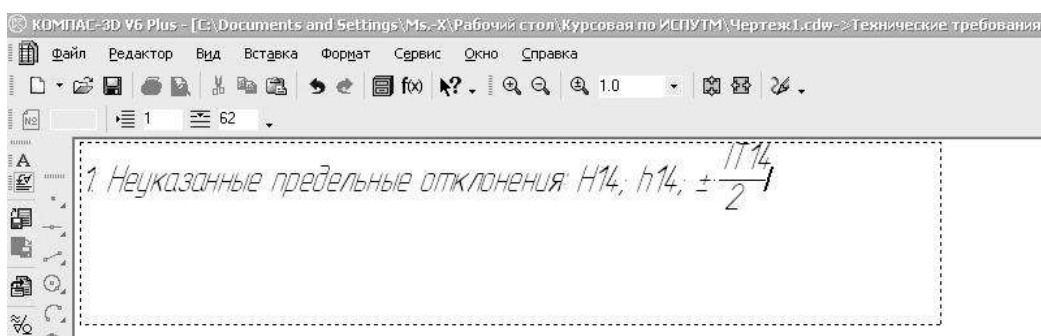 КОМПАС-3D V6 Plus - [C:\Documents and Settings\Ms.-X\Рабочий стол\Курсовая по ИСПУТМ\Чертеж1.cdw->Технические требования
Файл Редактор Вид Вставка Формат Сервис Окно Справка
f(x) ? 1.0
№ 1 62
A
1. Неуказанные предельные отклонения: H14; h14; ± IT14/2